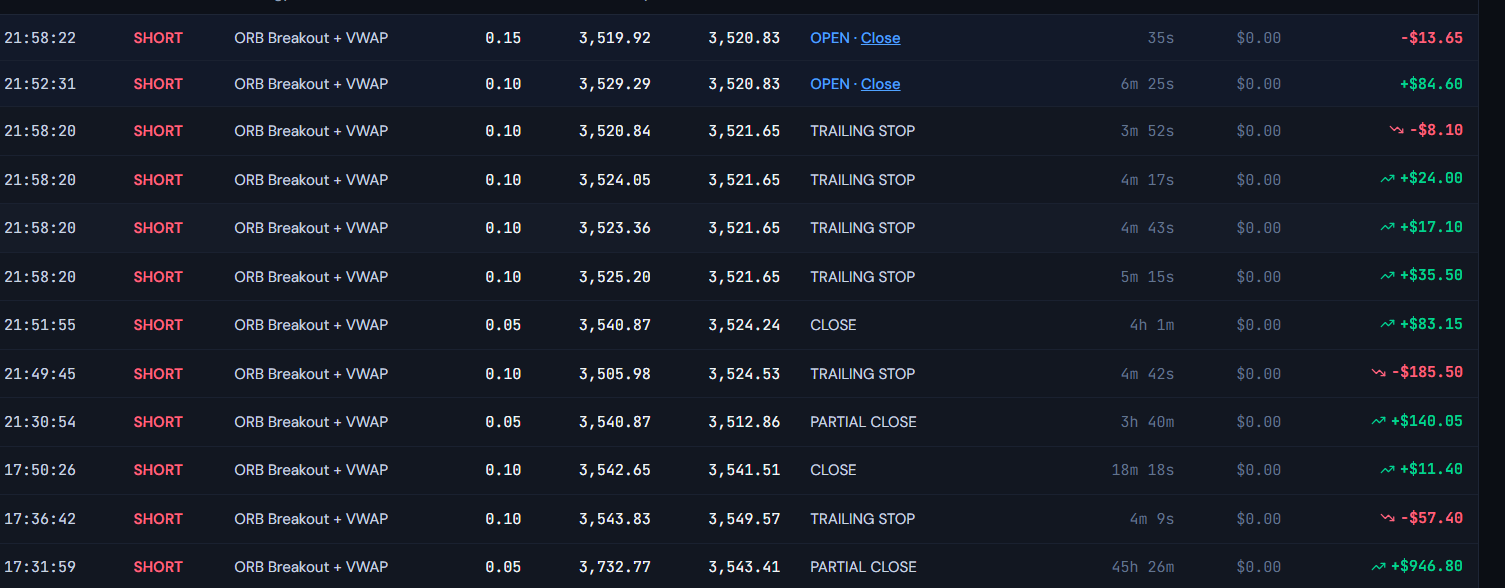 21:58:22 SHORT ORB Breakout + VWAP 0.15 3,519.92 3,520.83 OPEN · Close 35s $0.00 -$13.65
21:52:31 SHORT ORB Breakout + VWAP 0.10 3,529.29 3,520.83 OPEN · Close 6m 25s $0.00 +$84.60
21:58:20 SHORT ORB Breakout + VWAP 0.10 3,520.84 3,521.65 TRAILING STOP 3m 52s $0.00 -$8.10
21:58:20 SHORT ORB Breakout + VWAP 0.10 3,524.05 3,521.65 TRAILING STOP 4m 17s $0.00 +$24.00
21:58:20 SHORT ORB Breakout + VWAP 0.10 3,523.36 3,521.65 TRAILING STOP 4m 43s $0.00 +$17.10
21:58:20 SHORT ORB Breakout + VWAP 0.10 3,525.20 3,521.65 TRAILING STOP 5m 15s $0.00 +$35.50
21:51:55 SHORT ORB Breakout + VWAP 0.05 3,540.87 3,524.24 CLOSE 4h 1m $0.00 +$83.15
21:49:45 SHORT ORB Breakout + VWAP 0.10 3,505.98 3,524.53 TRAILING STOP 4m 42s $0.00 -$185.50
21:30:54 SHORT ORB Breakout + VWAP 0.05 3,540.87 3,512.86 PARTIAL CLOSE 3h 40m $0.00 +$140.05
17:50:26 SHORT ORB Breakout + VWAP 0.10 3,542.65 3,541.51 CLOSE 18m 18s $0.00 +$11.40
17:36:42 SHORT ORB Breakout + VWAP 0.10 3,543.83 3,549.57 TRAILING STOP 4m 9s $0.00 -$57.40
17:31:59 SHORT ORB Breakout + VWAP 0.05 3,732.77 3,543.41 PARTIAL CLOSE 45h 26m $0.00 +$946.80